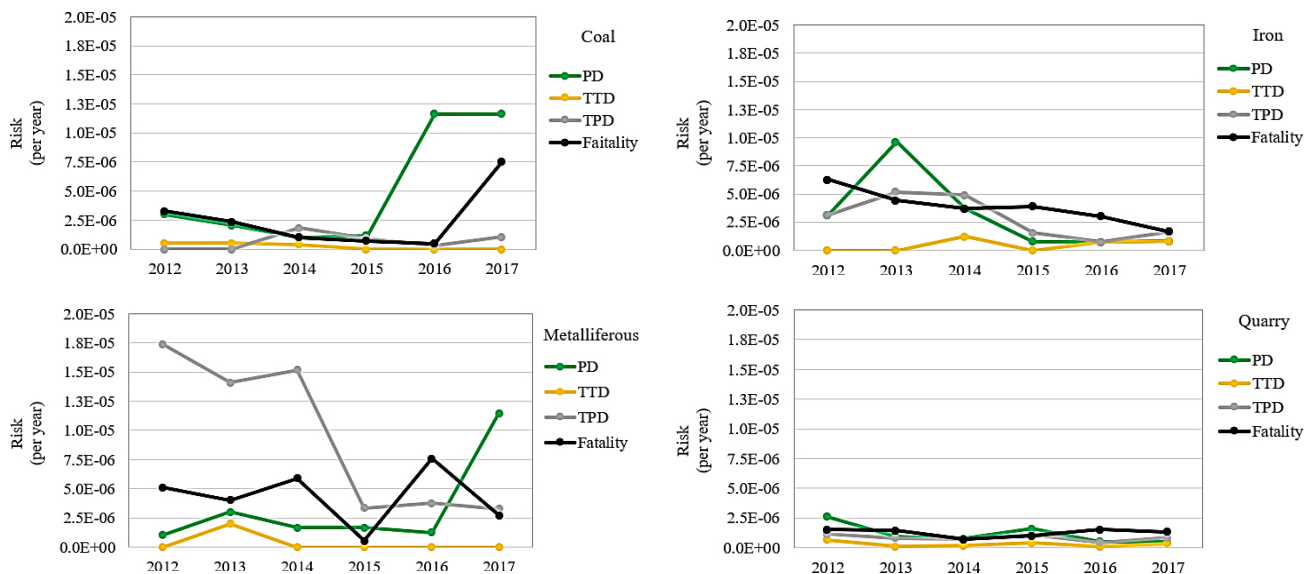 2.0E-05
1.8E-05
1.5E-05
1.3E-05
1.0E-05
7.5E-06
5.0E-06
2.5E-06
0.0E+00
Risk
(per year)
2012 2013 2014 2015 2016 2017
Coal
PD
TTD
TPD
Faitality
2.0E-05
1.8E-05
1.5E-05
1.3E-05
1.0E-05
7.5E-06
5.0E-06
2.5E-06
0.0E+00
Risk
(per year)
2012 2013 2014 2015 2016 2017
Iron
PD
TTD
TPD
Fatality
2.0E-05
1.8E-05
1.5E-05
1.3E-05
1.0E-05
7.5E-06
5.0E-06
2.5E-06
0.0E+00
Risk
(per year)
2012 2013 2014 2015 2016 2017
Metalliferous
PD
TTD
TPD
Fatality
2.0E-05
1.8E-05
1.5E-05
1.3E-05
1.0E-05
7.5E-06
5.0E-06
2.5E-06
0.0E+00
Risk
(per year)
2012 2013 2014 2015 2016 2017
Quarry
PD
TTD
TPD
Fatality